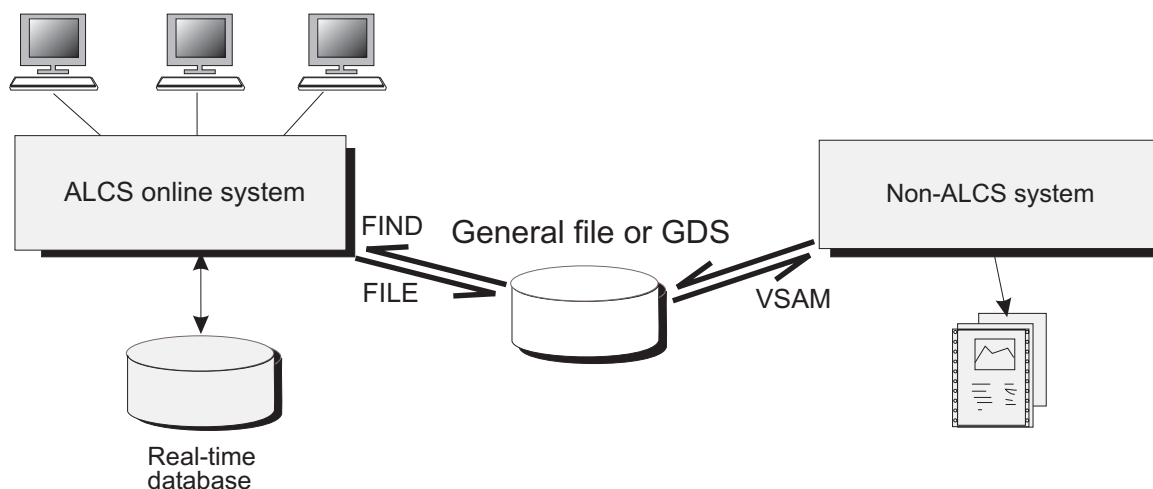 ALCS online system
Non-ALCS system
General file or GDS
FIND
FILE
VSAM
Real-time
database